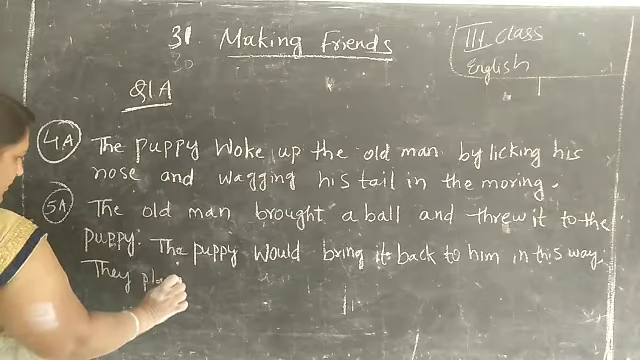 31 Making Friends
30
III Class
English
Q1A
4A The puppy woke up the old man by licking his
nose and wagging his tail in the moring.
5A The old man brought a ball and threw it to the
puppy. The puppy would bring it back to him in this way.
They pla